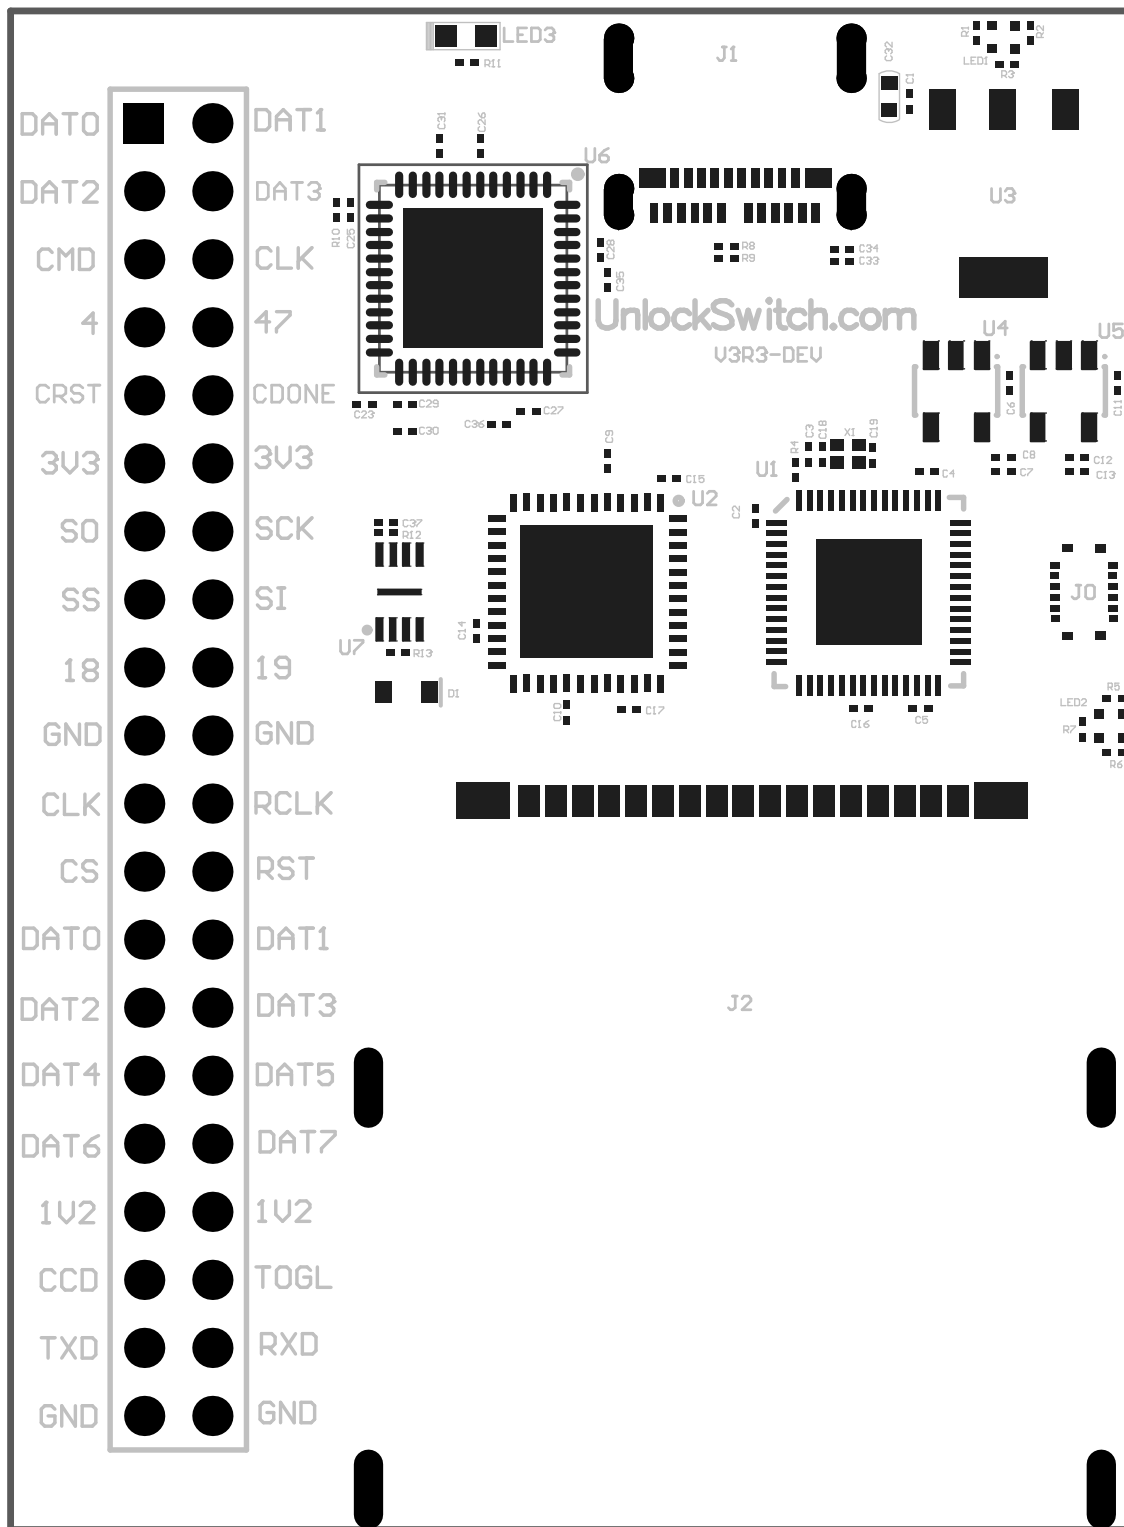 LED3
R11
J1
C32
C1
R1
R2
LED1
R3
DAT0
DAT1
C31
C26
U6
DAT2
DAT3
R10
C25
U3
CMD
CLK
C28
C35
R8
R9
C34
C33
UnlockSwitch.com
V3R3-DEV
4
47
U4
U5
CRST
CDONE
C23
C29
C30
C36
C27
C6
C11
3V3
3V3
C9
C15
U1
R4
C3
C18
X1
C19
C4
C8
C7
C12
C13
S0
SCK
C37
R12
U2
C2
SS
SI
U7
R13
C14
J0
18
19
D1
C10
C17
C16
C5
R5
LED2
R7
R6
GND
GND
CLK
RCLK
CS
RST
DAT0
DAT1
DAT2
DAT3
J2
DAT4
DAT5
DAT6
DAT7
1V2
1V2
CCD
TOGL
TXD
RXD
GND
GND